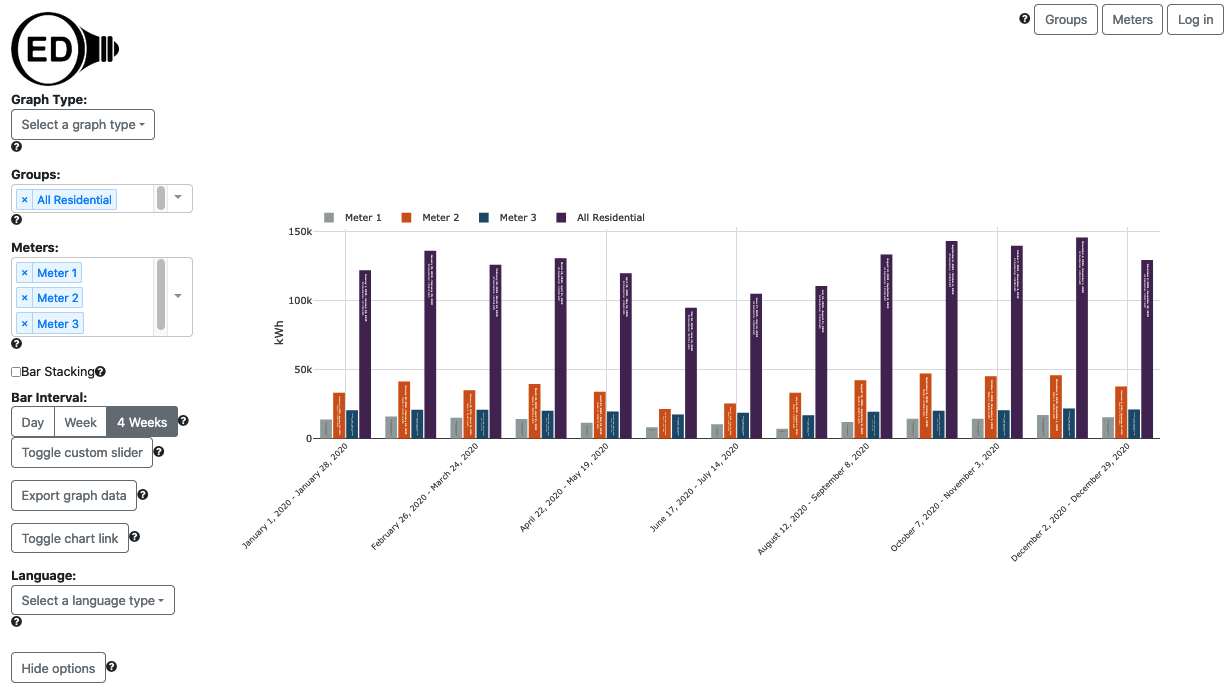 ED
Groups
Meters
Log in
Graph Type:
Select a graph type
Groups:
× All Residential
Meters:
× Meter 1
× Meter 2
× Meter 3
Bar Stacking
Bar Interval:
Day Week 4 Weeks
Toggle custom slider
Export graph data
Toggle chart link
Language:
Select a language type
Hide options
Meter 1 Meter 2 Meter 3 All Residential
150k
100k
50k
0
kWh
January 1, 2020 - January 28, 2020
February 26, 2020 - March 24, 2020
April 22, 2020 - May 19, 2020
June 17, 2020 - July 14, 2020
August 12, 2020 - September 8, 2020
October 7, 2020 - November 3, 2020
December 2, 2020 - December 29, 2020